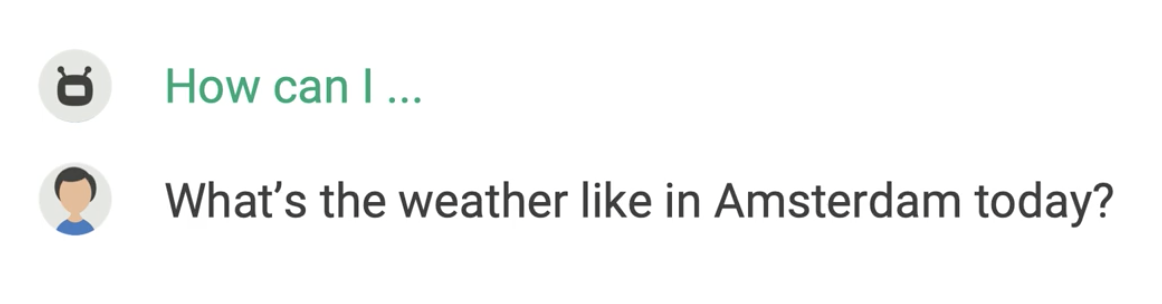 How can I ...
What’s the weather like in Amsterdam today?